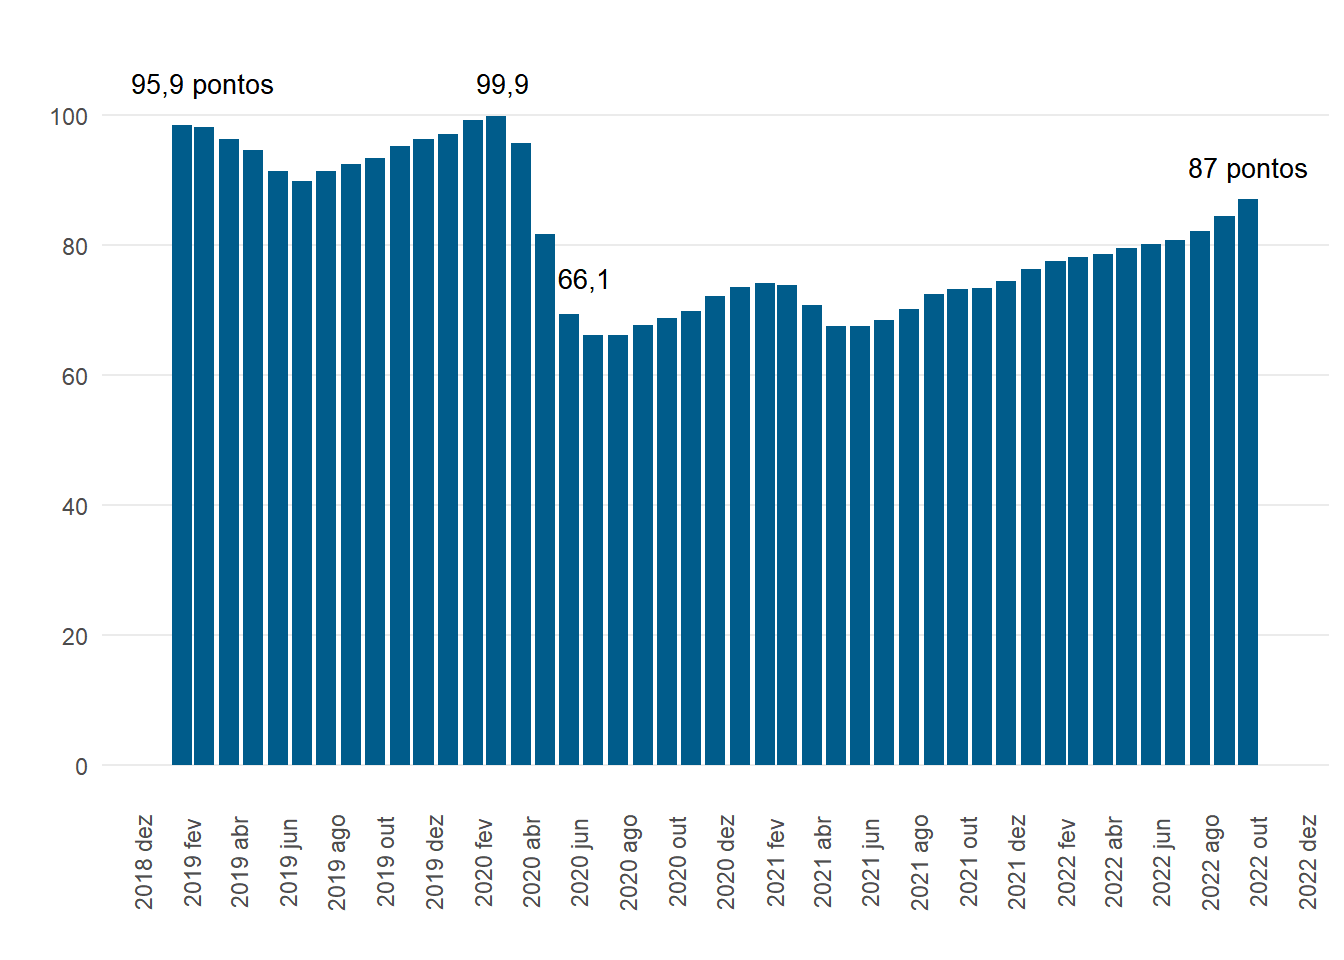 95,9 pontos
99,9
87 pontos
66,1
100
80
60
40
20
0
2018 dez
2019 fev
2019 abr
2019 jun
2019 ago
2019 out
2019 dez
2020 fev
2020 abr
2020 jun
2020 ago
2020 out
2020 dez
2021 fev
2021 abr
2021 jun
2021 ago
2021 out
2021 dez
2022 fev
2022 abr
2022 jun
2022 ago
2022 out
2022 dez